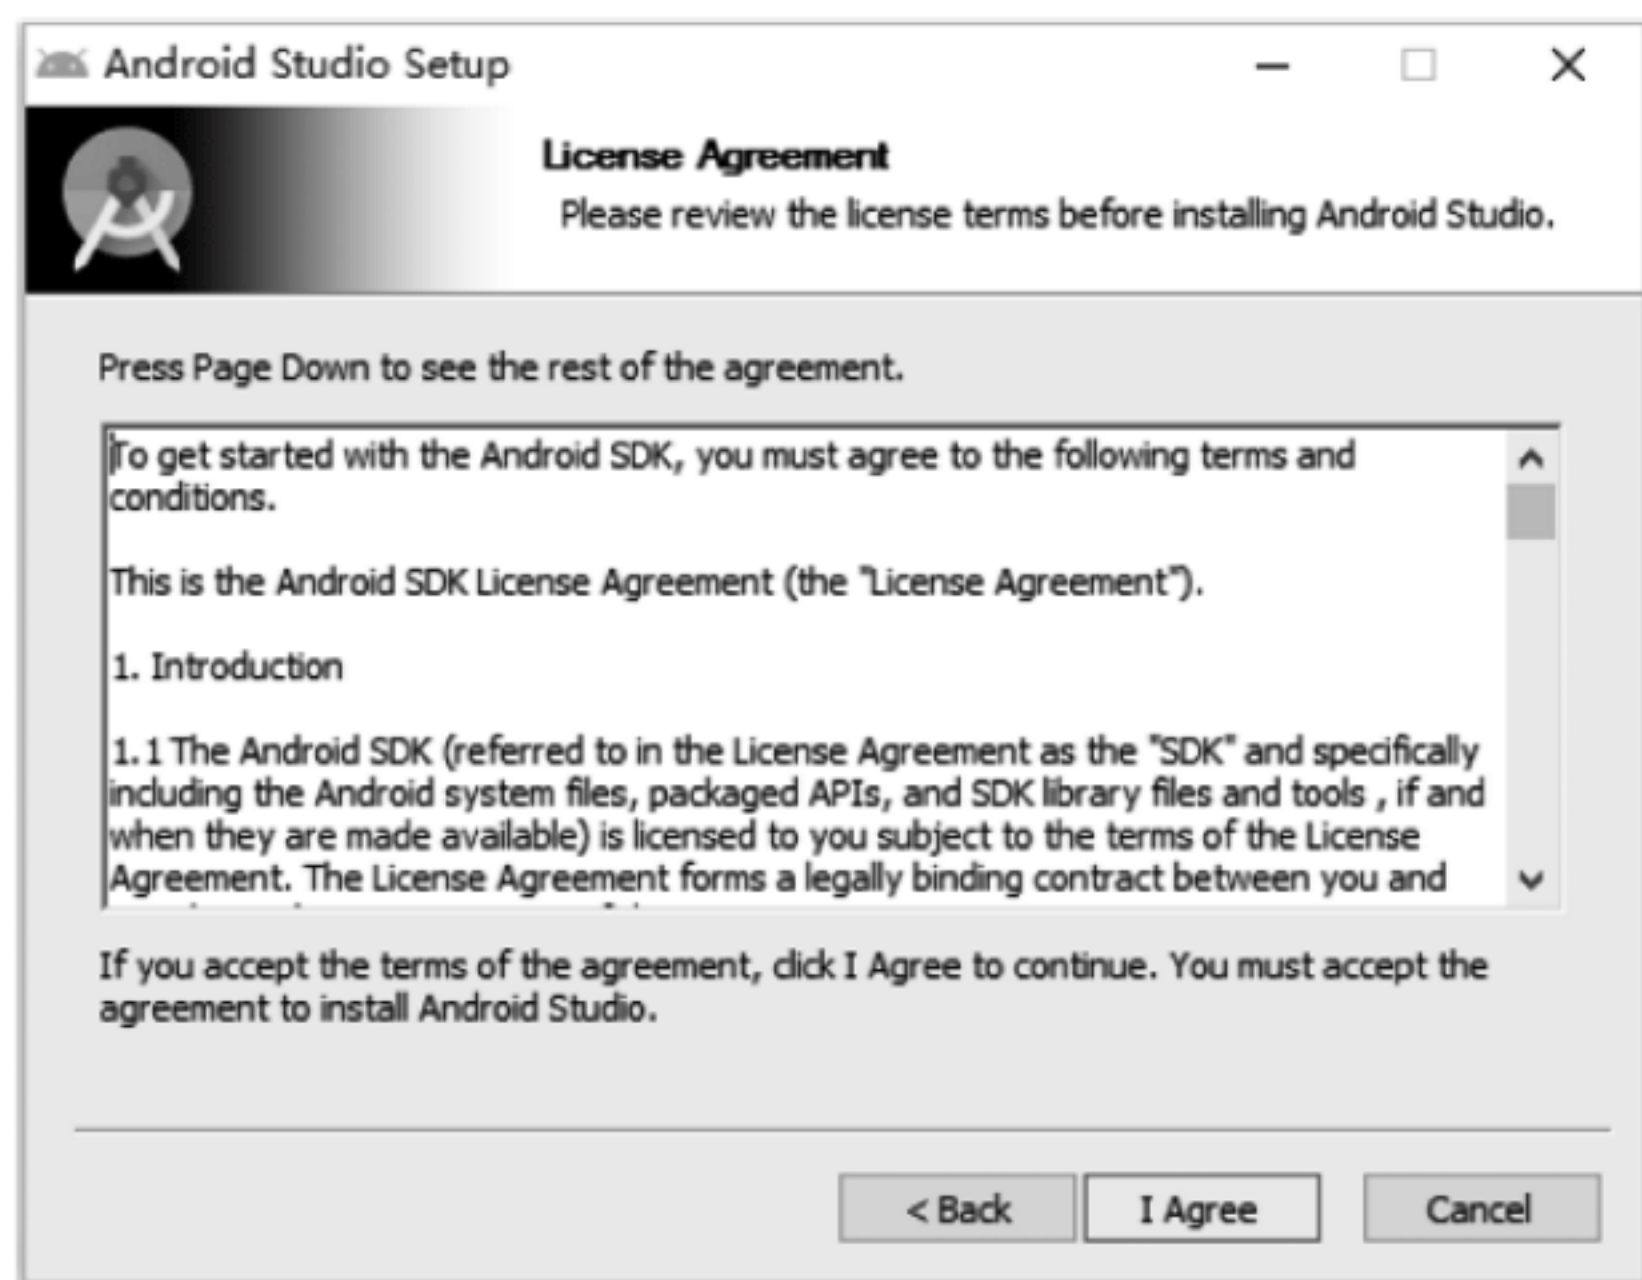 Android Studio Setup
License Agreement
Please review the license terms before installing Android Studio.
Press Page Down to see the rest of the agreement.
To get started with the Android SDK, you must agree to the following terms and
conditions.
This is the Android SDK License Agreement (the "License Agreement").
1. Introduction
1.1 The Android SDK (referred to in the License Agreement as the "SDK" and specifically
including the Android system files, packaged APIs, and SDK library files and tools , if and
when they are made available) is licensed to you subject to the terms of the License
Agreement. The License Agreement forms a legally binding contract between you and
If you accept the terms of the agreement, click I Agree to continue. You must accept the
agreement to install Android Studio.
< Back
I Agree
Cancel